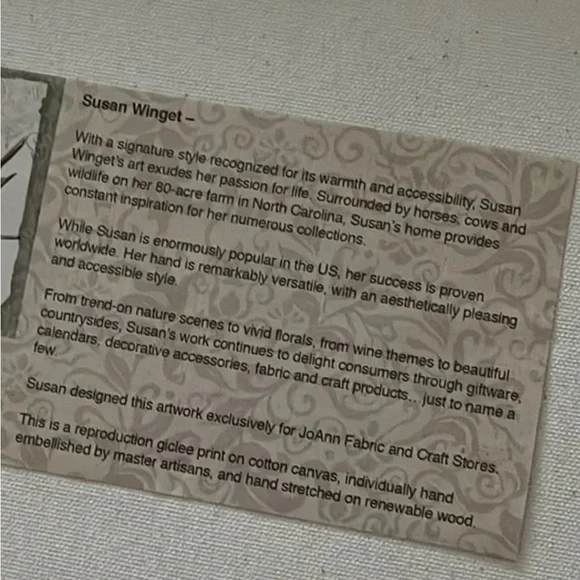 Susan Winget –
With a signature style recognized for its warmth and accessibility, Susan
Winget's art exudes her passion for life. Surrounded by horses, cows and
wildlife on her 80-acre farm in North Carolina, Susan's home provides
constant inspiration for her numerous collections.
While Susan is enormously popular in the US, her success is proven
worldwide. Her hand is remarkably versatile, with an aesthetically pleasing
and accessible style.
From trend-on nature scenes to vivid florals, from wine themes to beautiful
countrysides, Susan's work continues to delight consumers through giftware,
calendars, decorative accessories, fabric and craft products...just to name a
few.
Susan designed this artwork exclusively for JoAnn Fabric and Craft Stores.
This is a reproduction giclee print on cotton canvas, individually hand
embellished by master artisans, and hand stretched on renewable wood.